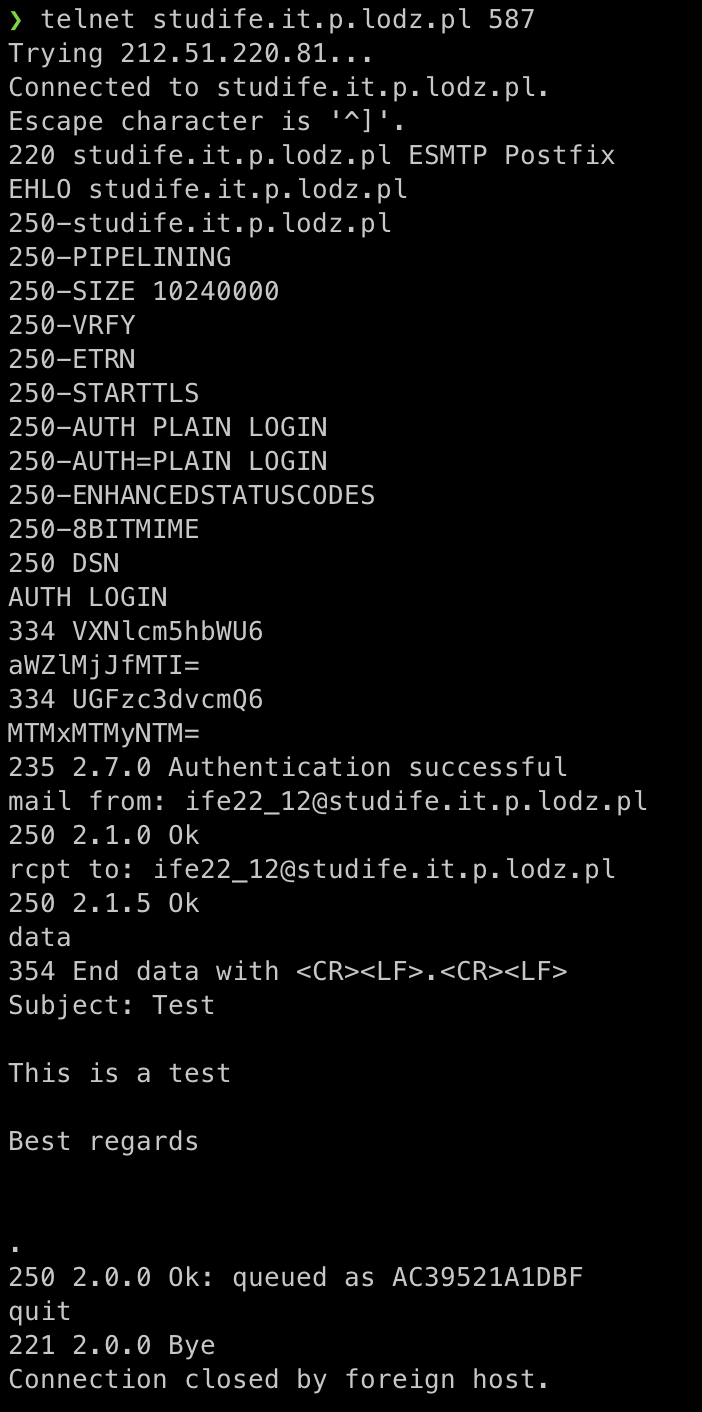 ❯ telnet studife.it.p.lodz.pl 587
Trying 212.51.220.81...
Connected to studife.it.p.lodz.pl.
Escape character is '^]'.
220 studife.it.p.lodz.pl ESMTP Postfix
EHLO studife.it.p.lodz.pl
250-studife.it.p.lodz.pl
250-PIPELINING
250-SIZE 10240000
250-VRFY
250-ETRN
250-STARTTLS
250-AUTH PLAIN LOGIN
250-AUTH=PLAIN LOGIN
250-ENHANCEDSTATUSCODES
250-8BITMIME
250 DSN
AUTH LOGIN
334 VXNlcm5hbWU6
aWZlMjJfMTI=
334 UGFzc3dvcmQ6
MTMxMTMyNTM=
235 2.7.0 Authentication successful
mail from: ife22_12@studife.it.p.lodz.pl
250 2.1.0 Ok
rcpt to: ife22_12@studife.it.p.lodz.pl
250 2.1.5 Ok
data
354 End data with <CR><LF>.<CR><LF>
Subject: Test

This is a test

Best regards


.
250 2.0.0 Ok: queued as AC39521A1DBF
quit
221 2.0.0 Bye
Connection closed by foreign host.